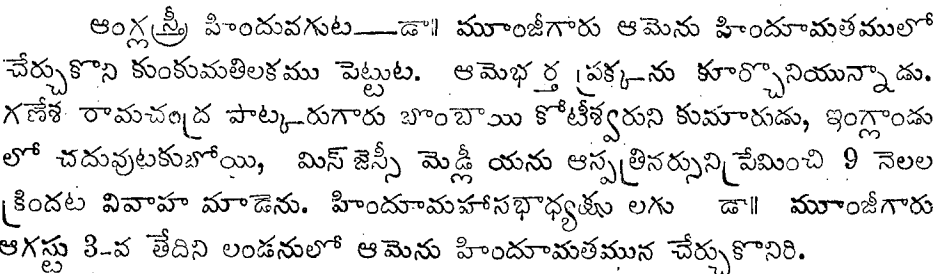 ఆంగ్లస్త్రీ హిందువగుట—డా॥ మూంజీగారు ఆమెను హిందూమతములో
చేర్చుకొని కుంకుమతిలకము పెట్టుట. ఆమెభర్త ప్రక్కను కూర్చొనియున్నాడు.
గణేశ రామచంద్ర పాట్కరుగారు బొంబాయి కోటీశ్వరుని కుమారుడు, ఇంగ్లాండు
లో చదువుటకుబోయి, మిస్ జెస్సీ మెడ్లీ యను ఆస్పత్రినర్సుని ప్రేమించి 9 నెలల
క్రిందట వివాహ మాడెను. హిందూమహాసభాధ్యక్షు లగు డా॥ మూంజీగారు
ఆగస్టు 3-వ తేదిని లండనులో ఆమెను హిందూమతమున చేర్చుకొనిరి.